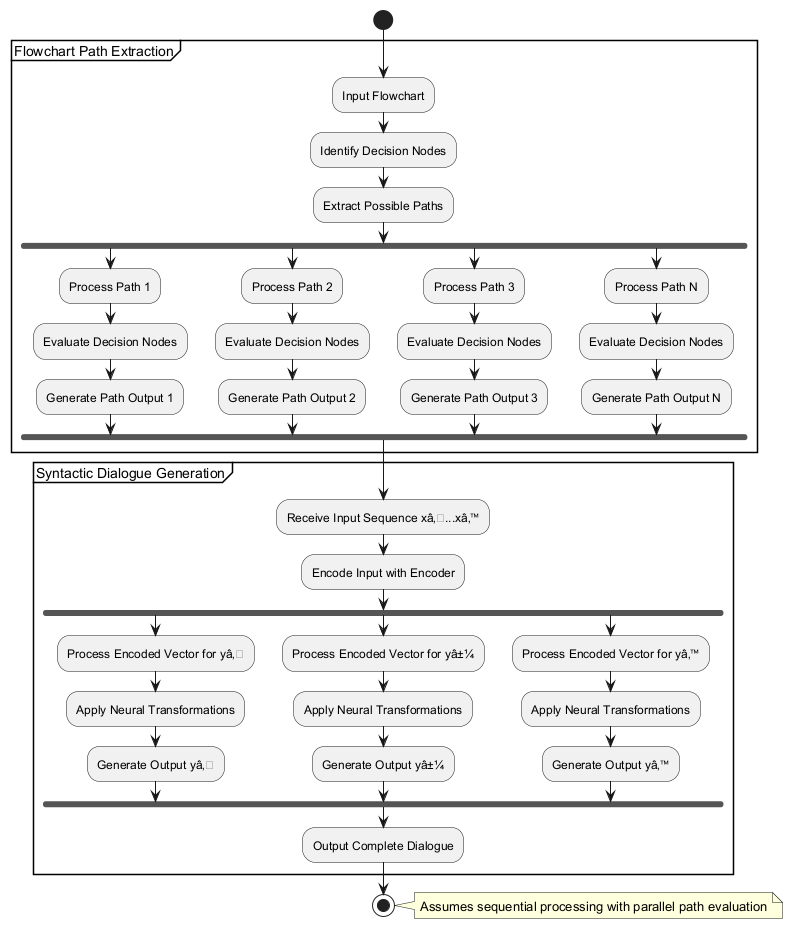 Flowchart Path Extraction
Input Flowchart
Identify Decision Nodes
Extract Possible Paths
Process Path 1
Process Path 2
Process Path 3
Process Path N
Evaluate Decision Nodes
Evaluate Decision Nodes
Evaluate Decision Nodes
Evaluate Decision Nodes
Generate Path Output 1
Generate Path Output 2
Generate Path Output 3
Generate Path Output N
Syntactic Dialogue Generation
Receive Input Sequence xâ‚□...xâ‚™
Encode Input with Encoder
Process Encoded Vector for yâ‚□
Process Encoded Vector for yâ±¼
Process Encoded Vector for yâ‚™
Apply Neural Transformations
Apply Neural Transformations
Apply Neural Transformations
Generate Output yâ‚□
Generate Output yâ±¼
Generate Output yâ‚™
Output Complete Dialogue
Assumes sequential processing with parallel path evaluation